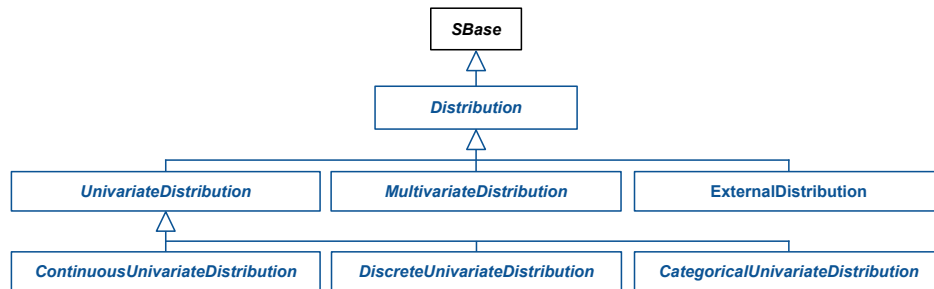 SBase
Distribution
UnivariateDistribution MultivariateDistribution ExternalDistribution
ContinuousUnivariateDistribution DiscreteUnivariateDistribution CategoricalUnivariateDistribution